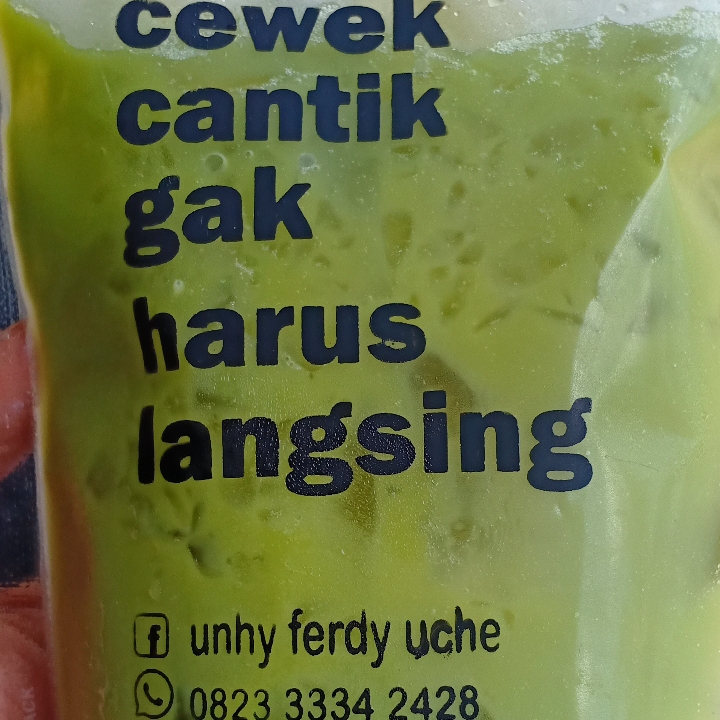 cewek
cantik
gak
harus
langsing
unhy ferdy uche
0823 3334 2428